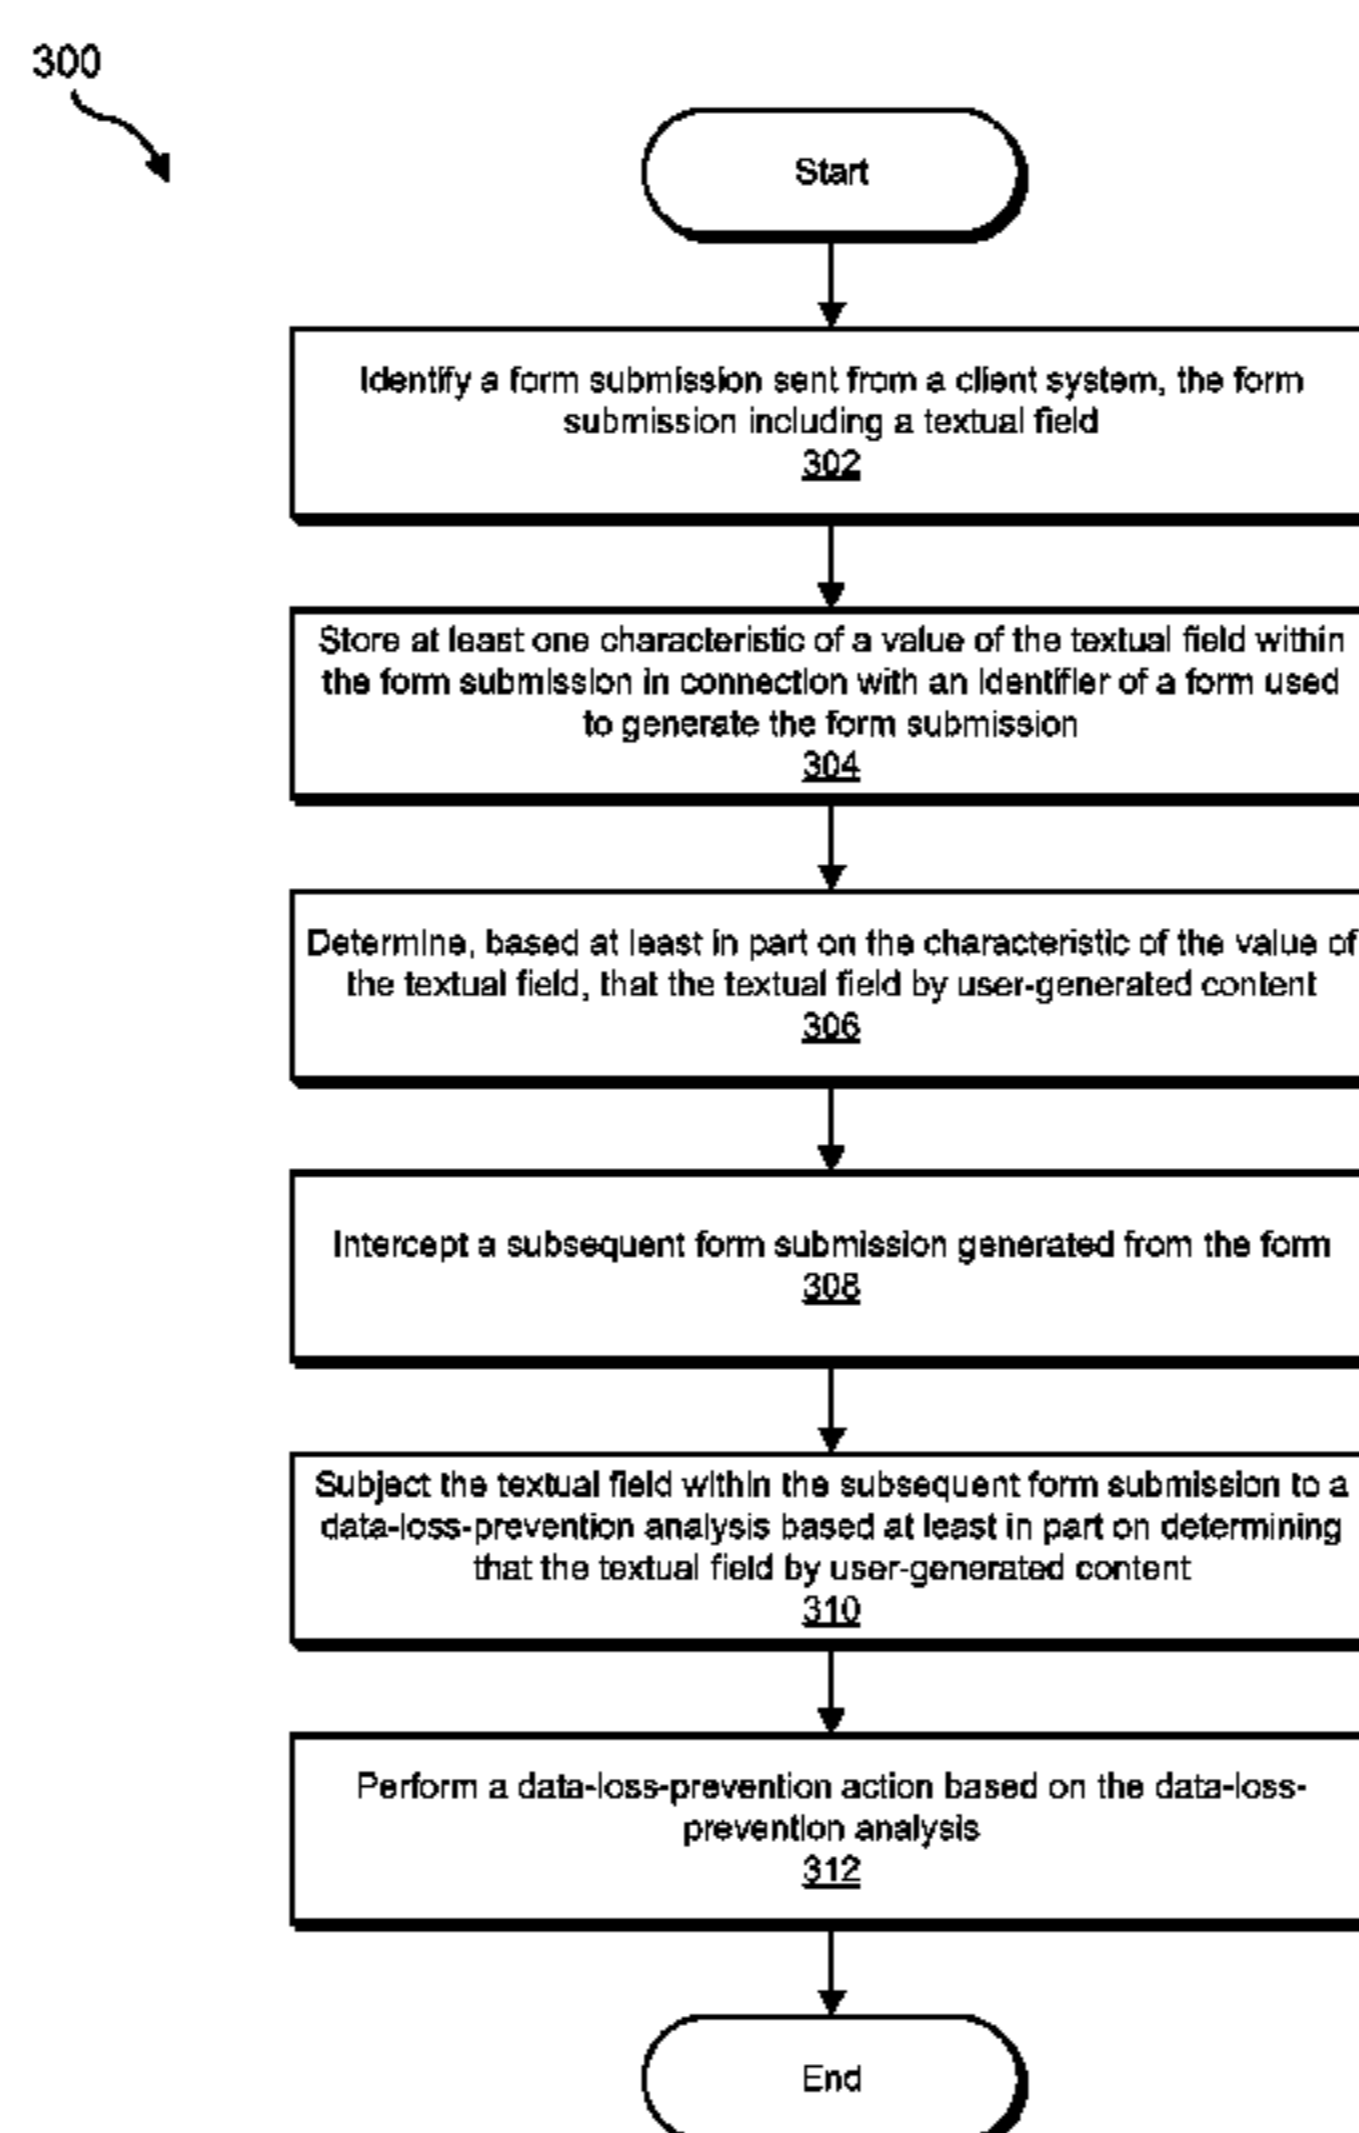 300
Start
Identify a form submission sent from a client system, the form
submission including a textual field
302
Store at least one characteristic of a value of the textual field within
the form submission in connection with an identifier of a form used
to generate the form submission
304
Determine, based at least in part on the characteristic of the value of
the textual field, that the textual field by user-generated content
306
Intercept a subsequent form submission generated from the form
308
Subject the textual field within the subsequent form submission to a
data-loss-prevention analysis based at least in part on determining
that the textual field by user-generated content
310
Perform a data-loss-prevention action based on the data-loss-
prevention analysis
312
End